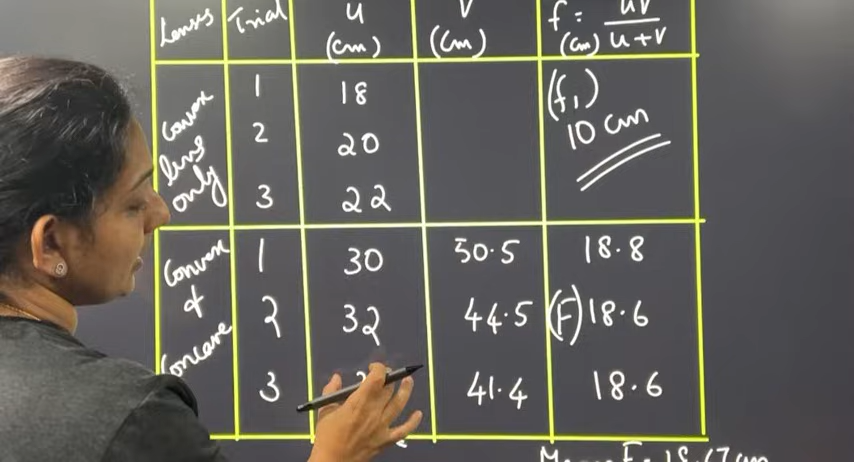 Lenses Trial u (cm) v (cm) f = uv / u+v (cm)
Convex lens only
1 18 (f₁)
2 20 10 cm
3 22
Convex & Concave
1 30 50.5 18.8
2 32 44.5 (F) 18.6
3 41.4 18.6